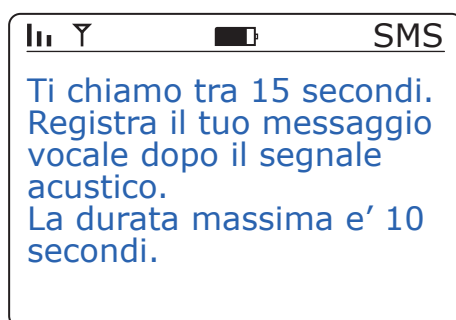 SMS
Ti chiamo tra 15 secondi.
Registra il tuo messaggio
vocale dopo il segnale
acustico.
La durata massima e’ 10
secondi.